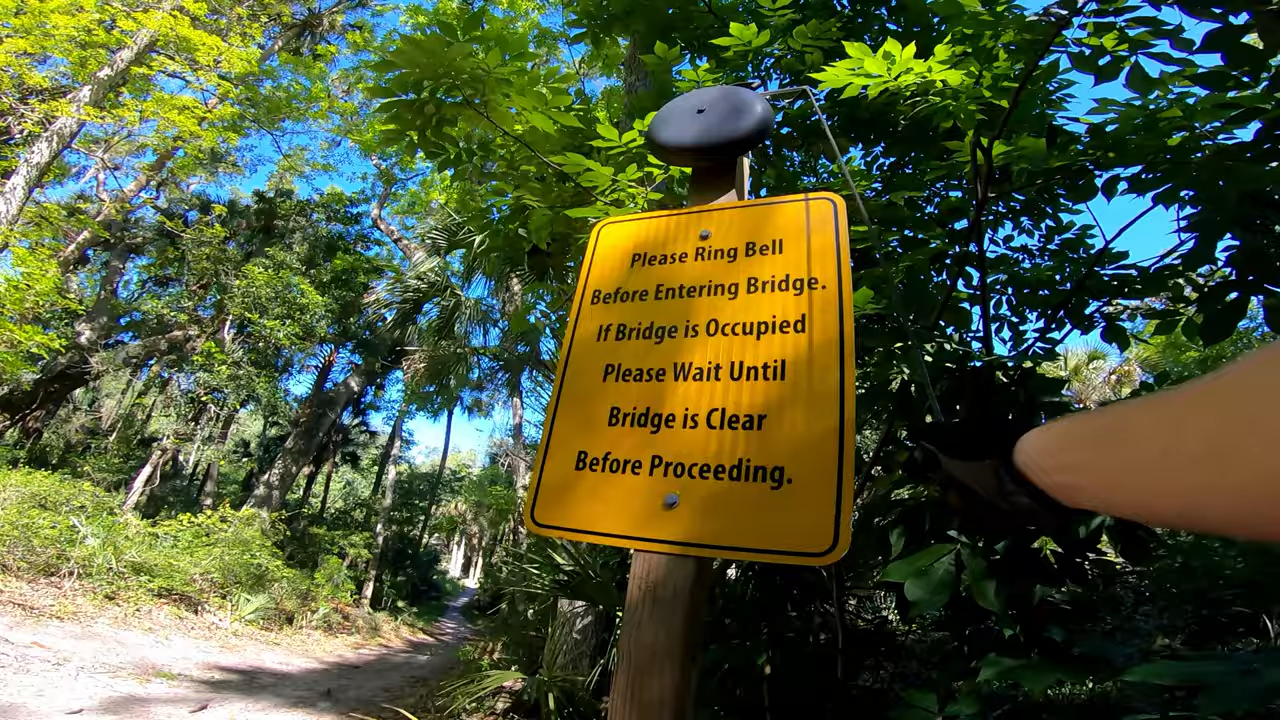 Please Ring Bell
Before Entering Bridge.
If Bridge is Occupied
Please Wait Until
Bridge is Clear
Before Proceeding.